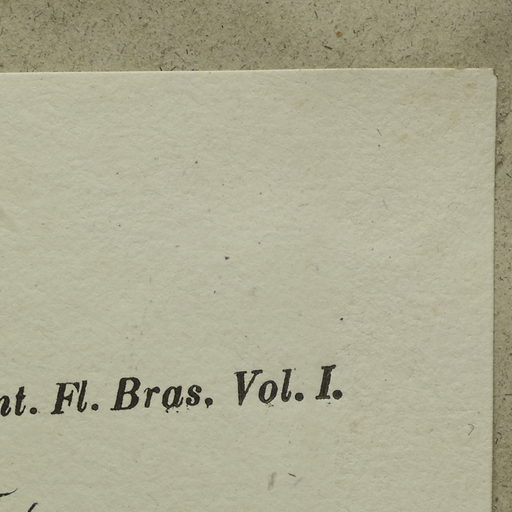 nt. Fl. Bras. Vol. I.